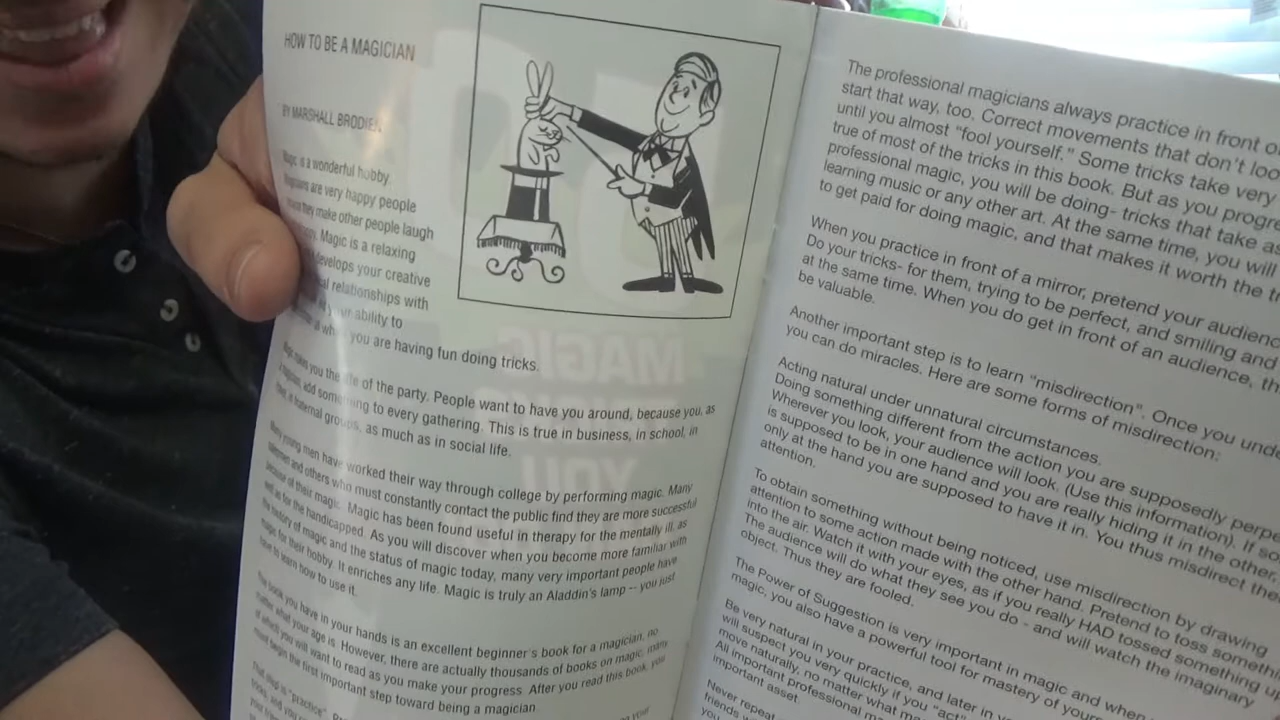 HOW TO BE A MAGICIAN
BY MARSHALL BRODIEN
Magic is a wonderful hobby.
Magicians are very happy people
they make other people laugh
Magic is a relaxing
develops your creative
relationships with
your ability to
you are having fun doing tricks.
Magic makes you the life of the party. People want to have you around, because you, as
a magician, add something to every gathering. This is true in business, in school, in
fraternal groups, as much as in social life.
Many young men have worked their way through college by performing magic. Many
salesmen and others who must constantly contact the public find they are more successful
because of their magic. Magic has been found useful in therapy for the mentally ill, as
well as for the handicapped. As you will discover when you become more familiar with
the history of magic and the status of magic today, many very important people have
magic for their hobby. It enriches any life. Magic is truly an Aladdin's lamp -- you just
have to learn how to use it.
The book you have in your hands is an excellent beginner's book for a magician, no
matter what your age is. However, there are actually thousands of books on magic, many
of which you will want to read as you make your progress. After you read this book, you
must begin the first important step toward being a magician
That step is "practice".
tricks, and you
The professional magicians always practice in front of
start that way, too. Correct movements that don't loo
until you almost "fool yourself." Some tricks take very
true of most of the tricks in this book. But as you progre
professional magic, you will be doing- tricks that take as
learning music or any other art. At the same time, you will
to get paid for doing magic, and that makes it worth the tr
When you practice in front of a mirror, pretend your audienc
Do your tricks- for them, trying to be perfect, and smiling and
at the same time. When you do get in front of an audience, th
be valuable.
Another important step is to learn "misdirection". Once you unde
you can do miracles. Here are some forms of misdirection:
Acting natural under unnatural circumstances.
Doing something different from the action you are supposedly perpe
Wherever you look, your audience will look. (Use this information). If so
is supposed to be in one hand and you are really hiding it in the other,
only at the hand you are supposed to have it in. You thus misdirect the
attention.
To obtain something without being noticed, use misdirection by drawing
attention to some action made with the other hand. Pretend to toss somethi
into the air. Watch it with your eyes, as if you really HAD tossed something up
The audience will do what they see you do - and will watch the imaginary
object. Thus they are fooled.
The Power of Suggestion is very important in magic and when
magic, you also have a powerful tool for mastery of your
Be very natural in your practice, and later in y
will suspect you very quickly if you "act"
move naturally, no matter what ma
All important professional ma
important asset.
Never repeat
friends w
you